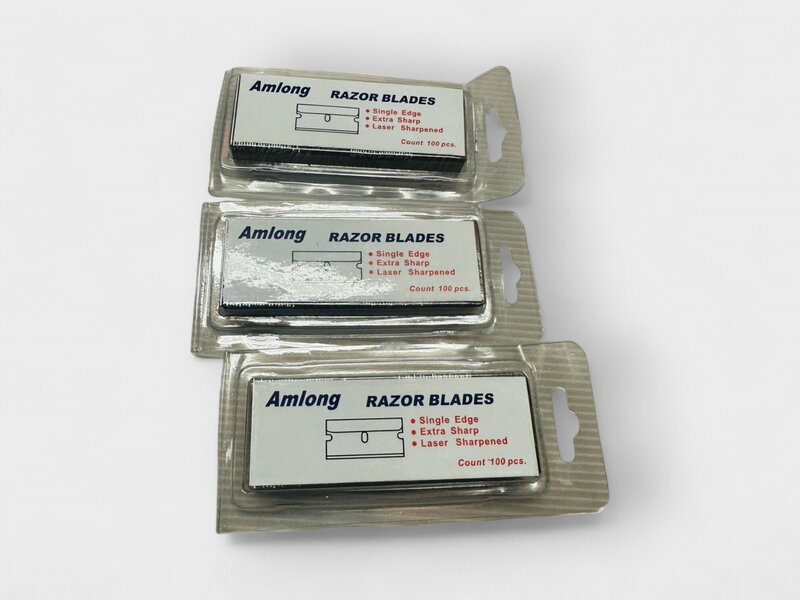 Amlong RAZOR BLADES
• Single Edge
• Extra Sharp
• Laser Sharpened
Count 100 pcs.
Amlong RAZOR BLADES
• Single Edge
• Extra Sharp
• Laser Sharpened
Count 100 pcs.
Amlong RAZOR BLADES
• Single Edge
• Extra Sharp
• Laser Sharpened
Count 100 pcs.